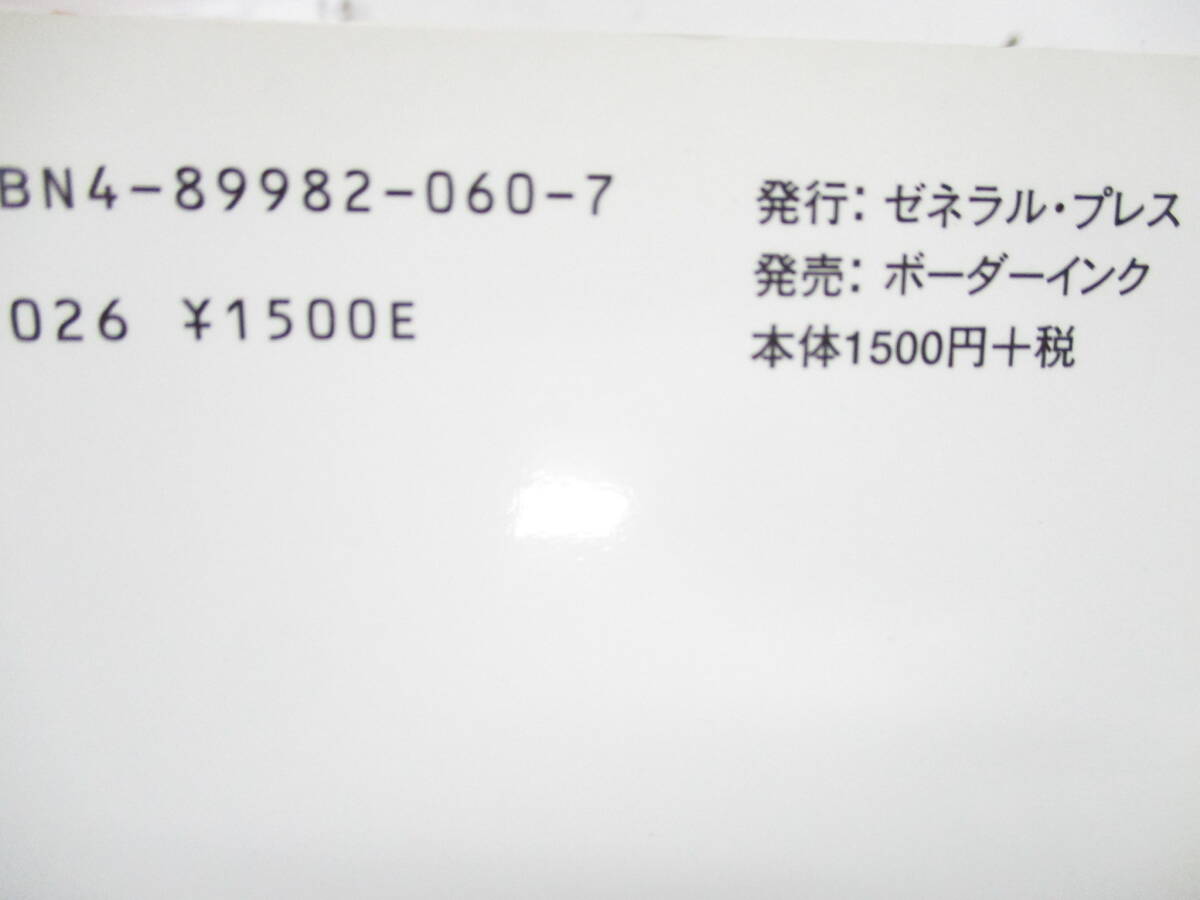 BN4-89982-060-7
026 ¥1500E
発行：ゼネラル・プレス
発売：ボーダーインク
本体1500円＋税